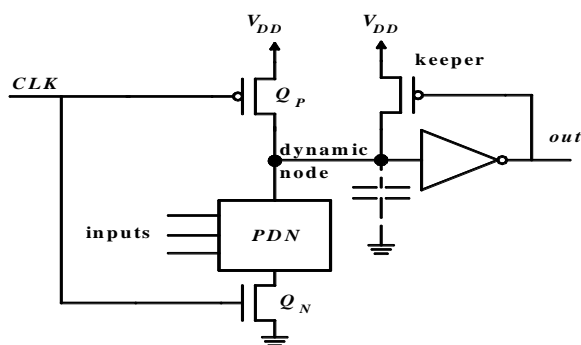 V_DD
V_DD
keeper
CLK
Q_P
out
dynamic
node
inputs
PDN
Q_N